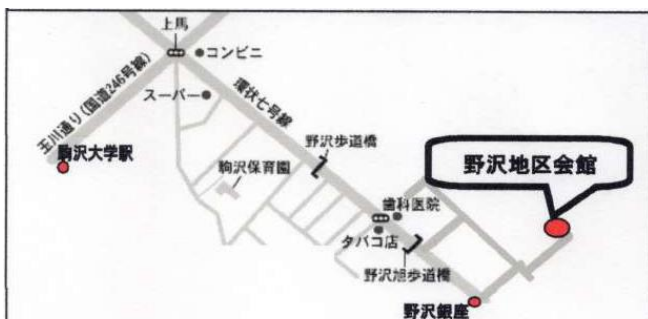 上馬
コンビニ
スーパー
玉川通り(国道246号線)
環状七号線
駒沢大学駅
駒沢保育園
野沢歩道橋
野沢地区会館
歯科医院
タバコ店
野沢旭歩道橋
野沢銀座